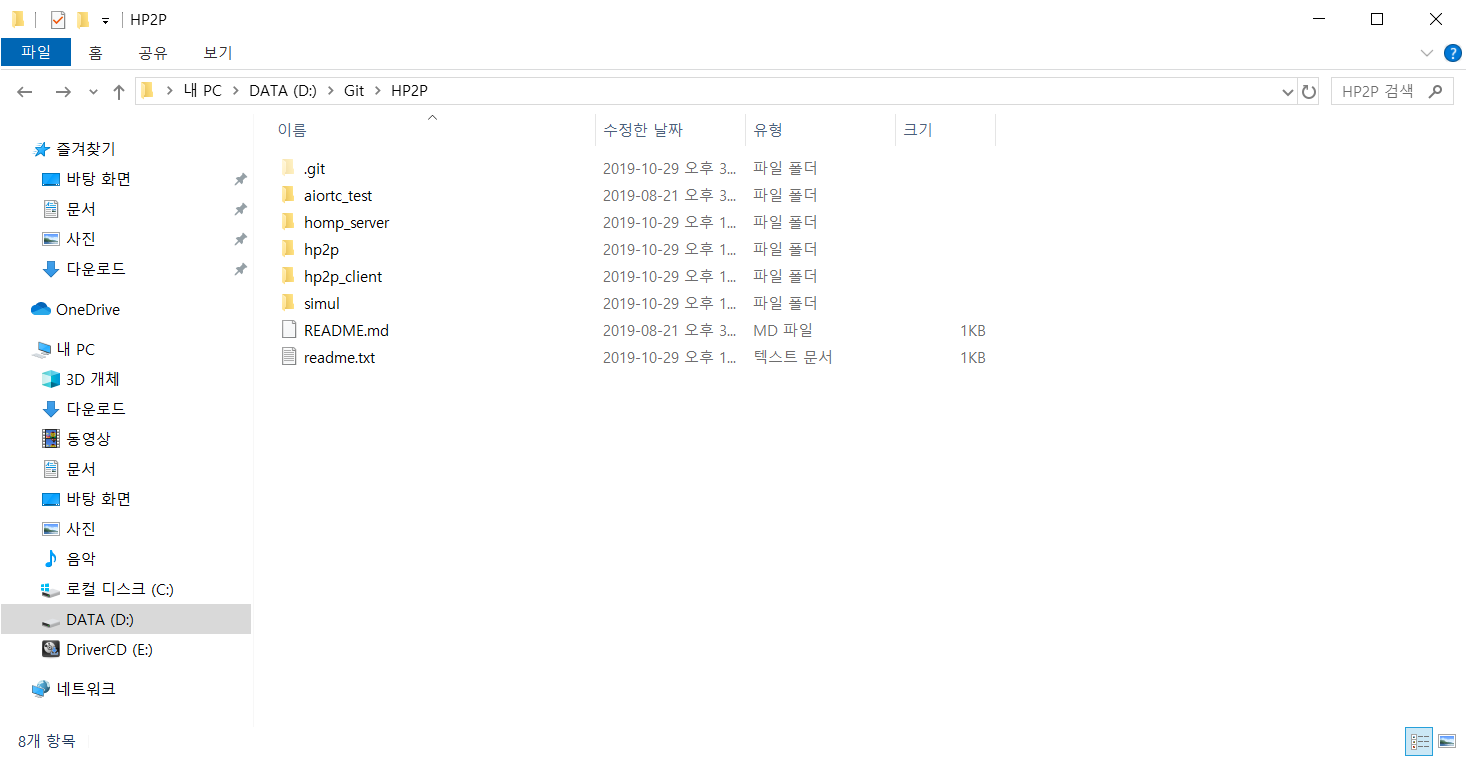 HP2P
파일 홈 공유 보기
내 PC DATA (D:) Git HP2P HP2P 검색
이름 수정한 날짜 유형 크기
즐겨찾기
바탕 화면
문서
사진
다운로드
OneDrive
내 PC
3D 개체
다운로드
동영상
문서
바탕 화면
사진
음악
로컬 디스크 (C:)
DATA (D:)
DriverCD (E:)
네트워크
.git 2019-10-29 오후 3... 파일 폴더
aiortc_test 2019-08-21 오후 3... 파일 폴더
homp_server 2019-10-29 오후 1... 파일 폴더
hp2p 2019-10-29 오후 1... 파일 폴더
hp2p_client 2019-10-29 오후 1... 파일 폴더
simul 2019-10-29 오후 1... 파일 폴더
README.md 2019-08-21 오후 3... MD 파일 1KB
readme.txt 2019-10-29 오후 1... 텍스트 문서 1KB
8개 항목